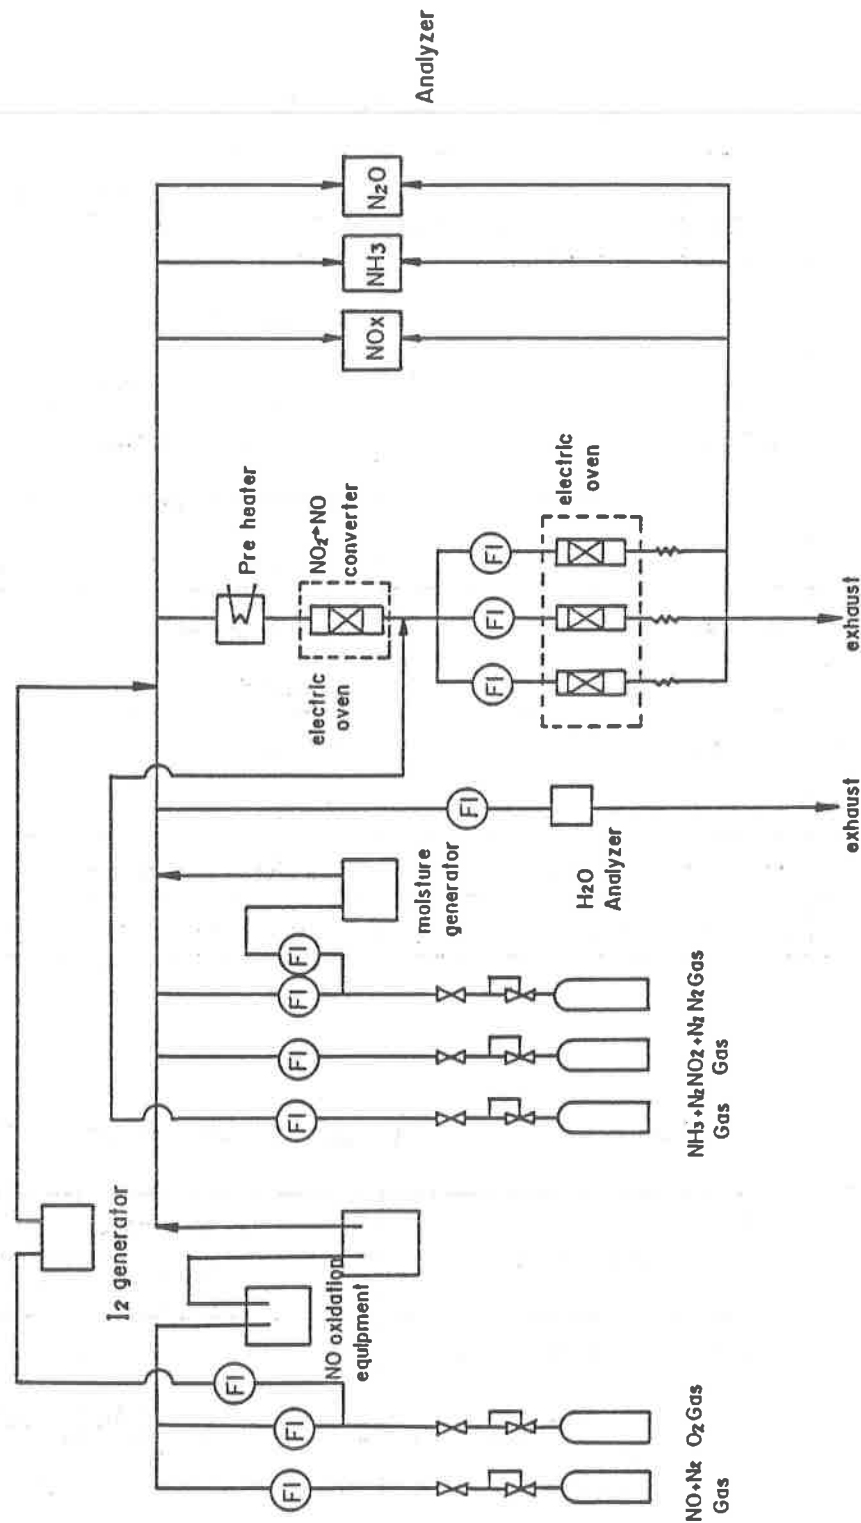 NO+N2
Gas
O2 Gas
FI
FI
FI
NO oxidation
equipment
I2 generator
NH3+N2
Gas
NO2+N2
Gas
N2 Gas
FI
FI
FI
FI
moisture
generator
FI
H2O
Analyzer
exhaust
Pre heater
NO2→NO
converter
electric
oven
FI
FI
FI
electric
oven
exhaust
NOx
NH3
N2O
Analyzer